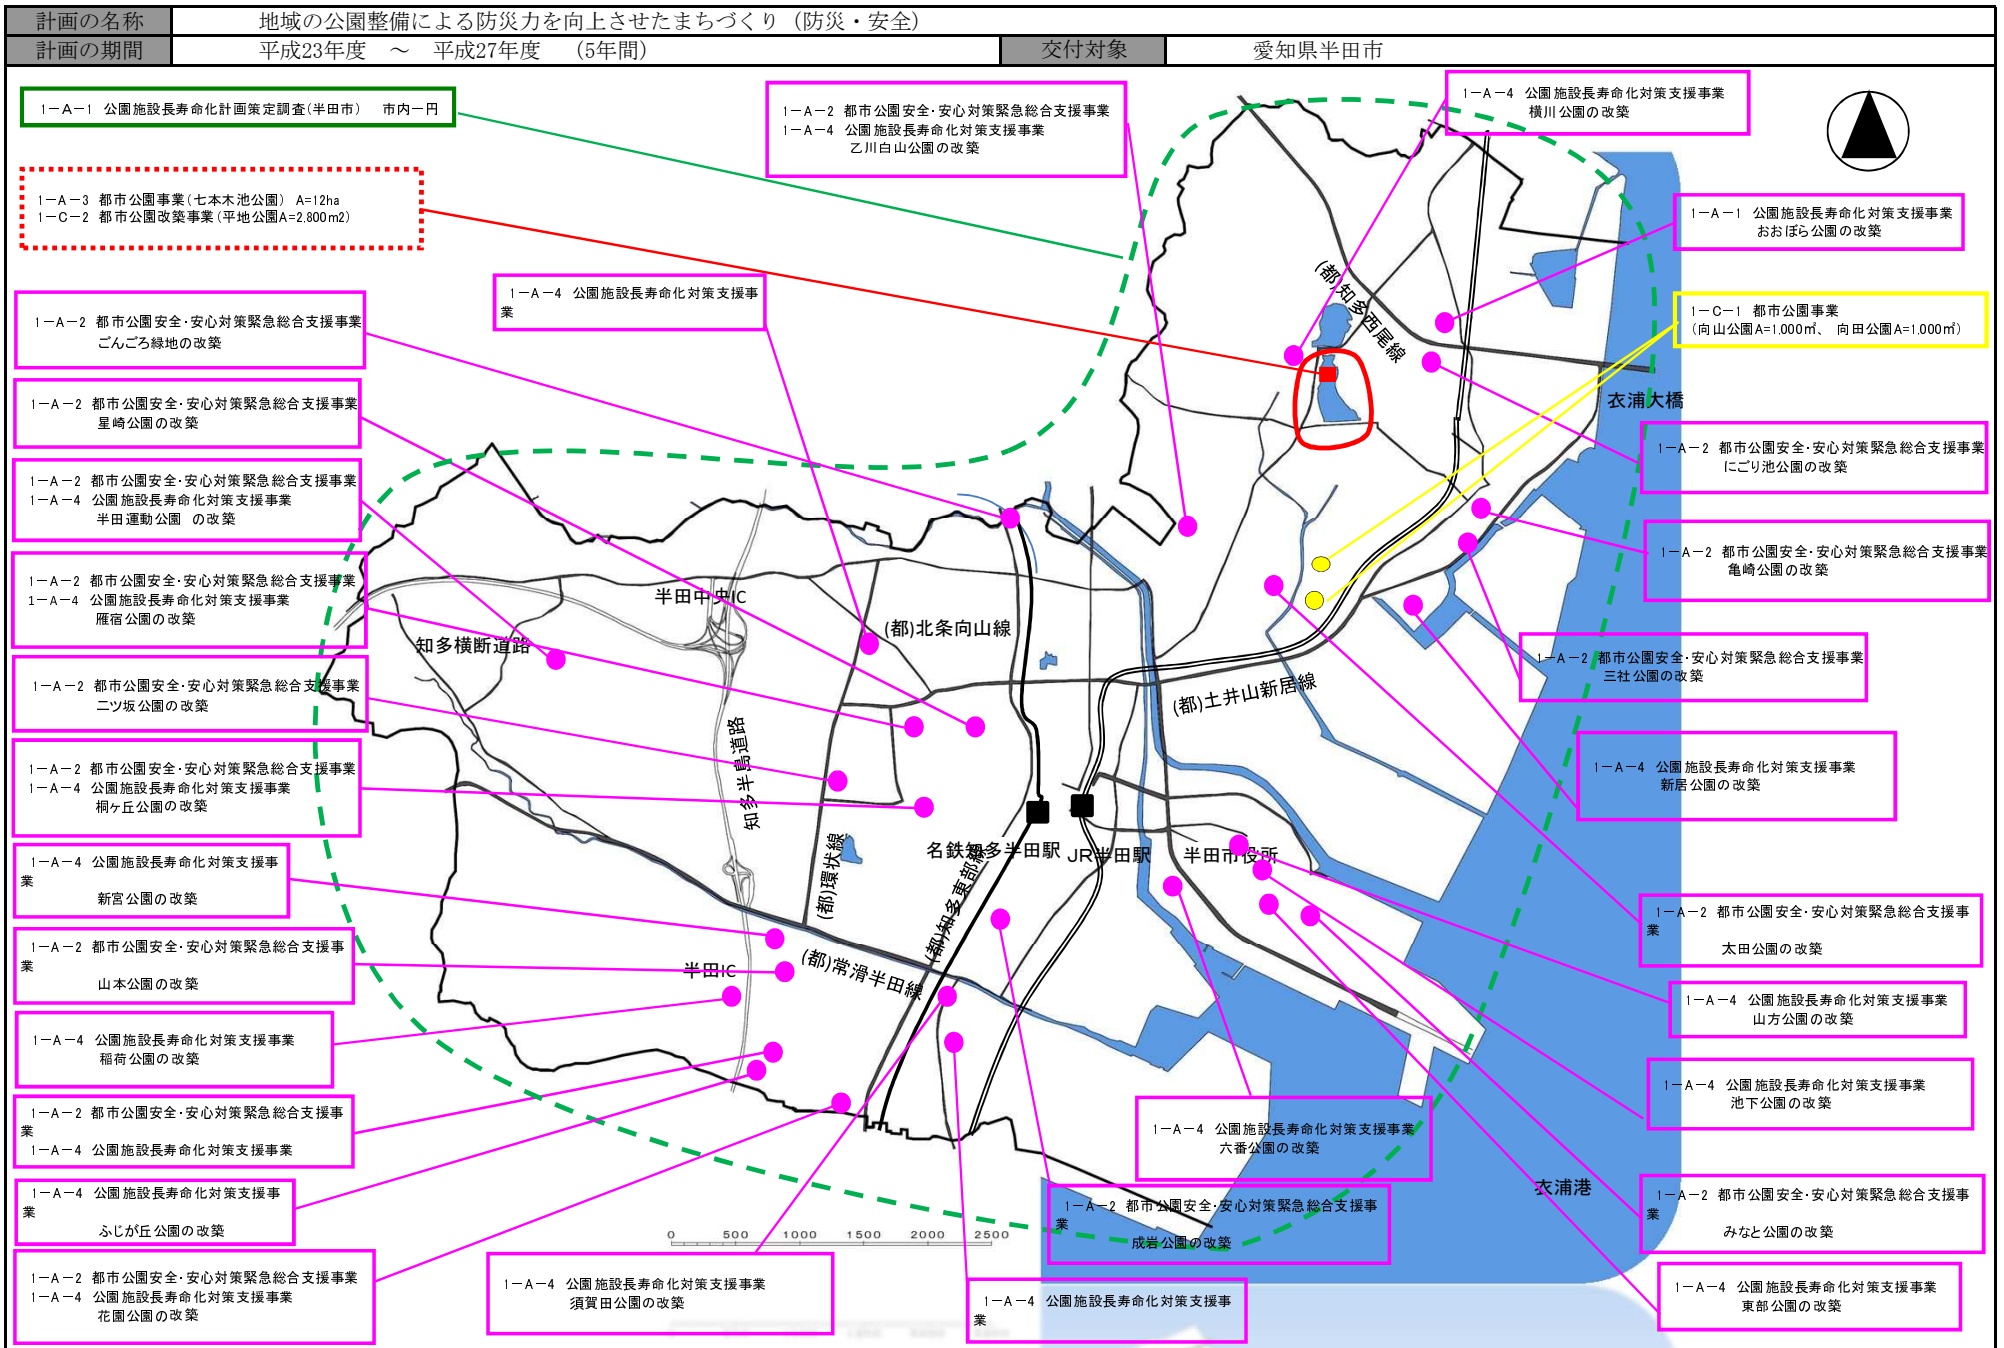 計画の名称
地域の公園整備による防災力を向上させたまちづくり（防災・安全）
計画の期間
平成23年度　～　平成27年度　（5年間）
交付対象
愛知県半田市
1－A－1 公園施設長寿命化計画策定調査（半田市）　市内一円
1－A－3 都市公園事業（七本木池公園） A=12ha
1－C－2 都市公園改築事業（平地公園A=2,800m2）
1－A－2 都市公園安全・安心対策緊急総合支援事業
1－A－4 公園施設長寿命化対策支援事業
乙川白山公園の改築
1－A－4 公園施設長寿命化対策支援事業
横川公園の改築
1－A－1 公園施設長寿命化対策支援事業
おおぼら公園の改築
1－C－1 都市公園事業
（向山公園A=1,000㎡、 向田公園A=1,000㎡）
1－A－4 公園施設長寿命化対策支援事
業
1－A－2 都市公園安全・安心対策緊急総合支援事業
ごんごろ緑地の改築
1－A－2 都市公園安全・安心対策緊急総合支援事業
星崎公園の改築
1－A－2 都市公園安全・安心対策緊急総合支援事業
1－A－4 公園施設長寿命化対策支援事業
半田運動公園 の改築
1－A－2 都市公園安全・安心対策緊急総合支援事業
1－A－4 公園施設長寿命化対策支援事業
雁宿公園の改築
1－A－2 都市公園安全・安心対策緊急総合支援事業
二ツ坂公園の改築
1－A－2 都市公園安全・安心対策緊急総合支援事業
1－A－4 公園施設長寿命化対策支援事業
桐ヶ丘公園の改築
1－A－4 公園施設長寿命化対策支援事
業
新宮公園の改築
1－A－2 都市公園安全・安心対策緊急総合支援事
業
山本公園の改築
1－A－4 公園施設長寿命化対策支援事業
稲荷公園の改築
1－A－2 都市公園安全・安心対策緊急総合支援事
業
1－A－4 公園施設長寿命化対策支援事業
1－A－4 公園施設長寿命化対策支援事
業
ふじが丘公園の改築
1－A－2 都市公園安全・安心対策緊急総合支援事業
1－A－4 公園施設長寿命化対策支援事業
花園公園の改築
(都)知多西尾線
衣浦大橋
半田中央IC
(都)北条向山線
知多横断道路
(都)土井山新居線
知多半島道路
(都)環状線
名鉄知多半田駅
JR半田駅
半田市役所
(都)知多東部線
半田IC
(都)常滑半田線
衣浦港
0 500 1000 1500 2000 2500
1－A－2 都市公園安全・安心対策緊急総合支援事業
にごり池公園の改築
1－A－2 都市公園安全・安心対策緊急総合支援事業
亀崎公園の改築
1－A－2 都市公園安全・安心対策緊急総合支援事業
三社公園の改築
1－A－4 公園施設長寿命化対策支援事業
新居公園の改築
1－A－2 都市公園安全・安心対策緊急総合支援事
業
太田公園の改築
1－A－4 公園施設長寿命化対策支援事業
山方公園の改築
1－A－4 公園施設長寿命化対策支援事業
池下公園の改築
1－A－4 公園施設長寿命化対策支援事業
六番公園の改築
1－A－2 都市公園安全・安心対策緊急総合支援事
業
成岩公園の改築
1－A－2 都市公園安全・安心対策緊急総合支援事
業
みなと公園の改築
1－A－4 公園施設長寿命化対策支援事業
東部公園の改築
1－A－4 公園施設長寿命化対策支援事業
須賀田公園の改築
1－A－4 公園施設長寿命化対策支援事
業